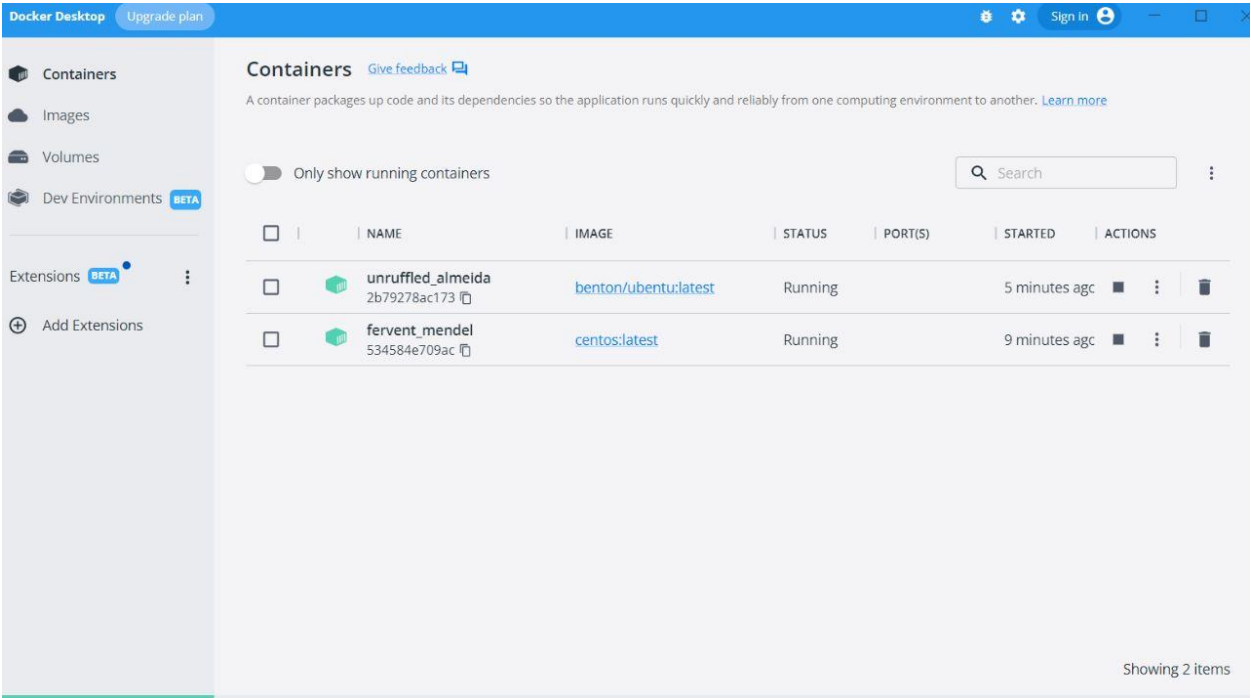 Docker Desktop Upgrade plan Sign in
Containers
Images
Volumes
Dev Environments BETA
Extensions BETA
Add Extensions
Containers Give feedback
A container packages up code and its dependencies so the application runs quickly and reliably from one computing environment to another. Learn more
Only show running containers Search
NAME IMAGE STATUS PORT(S) STARTED ACTIONS
unruffled_almeida
2b79278ac173 benton/ubuntu:latest Running 5 minutes agc
fervent_mendel
534584e709ac centos:latest Running 9 minutes agc
Showing 2 items